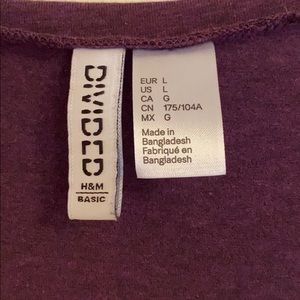 DIVIDED
H&M
BASIC
EUR L
US L
CA G
CN 175/104A
MX G
Made in
Bangladesh
Fabriqué en
Bangladesh